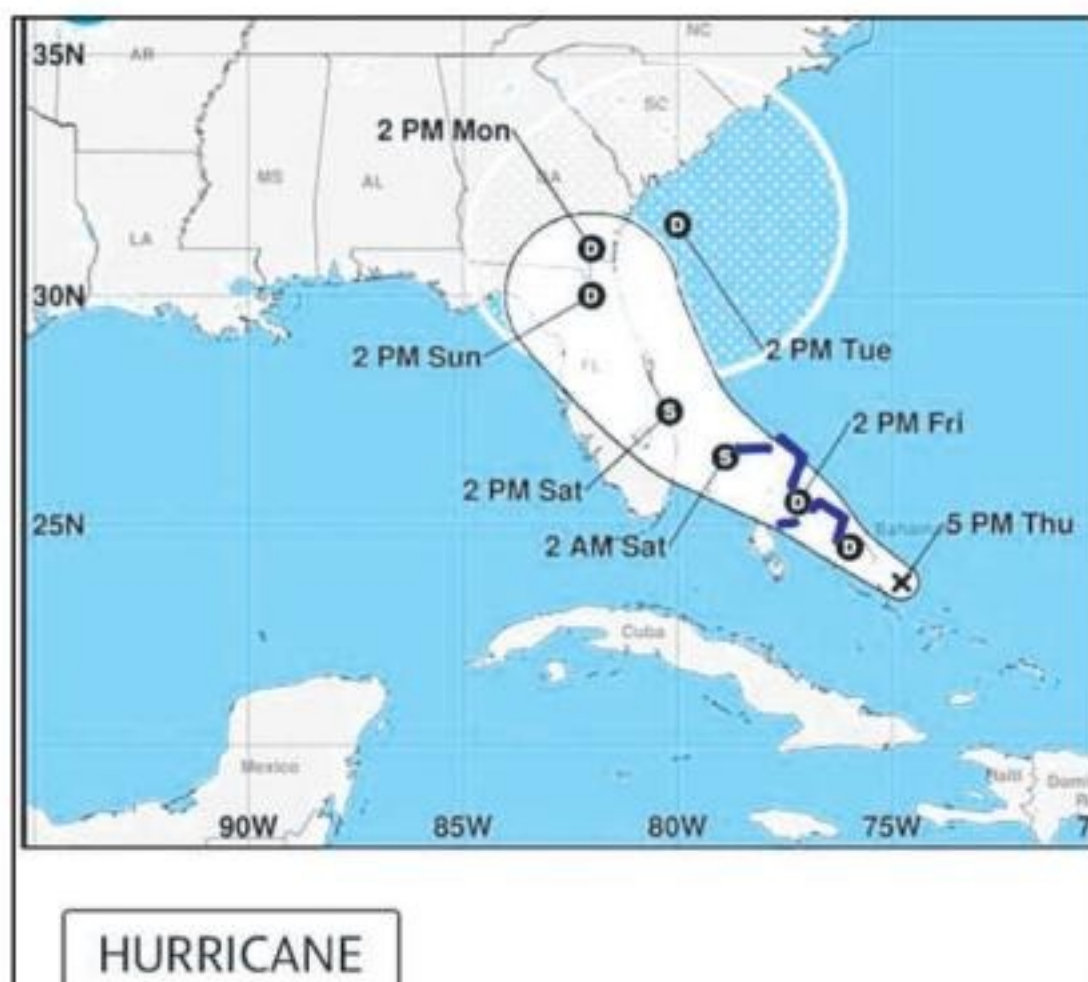 NC
35N
AR
SC
2 PM Mon
MS
AL
GA
LA
D
D
30N
D
2 PM Tue
2 PM Sun
FL
S
2 PM Fri
S
2 PM Sat
D
25N
5 PM Thu
2 AM Sat
D
Cuba
Mexico
Haiti
90W
85W
80W
75W
HURRICANE